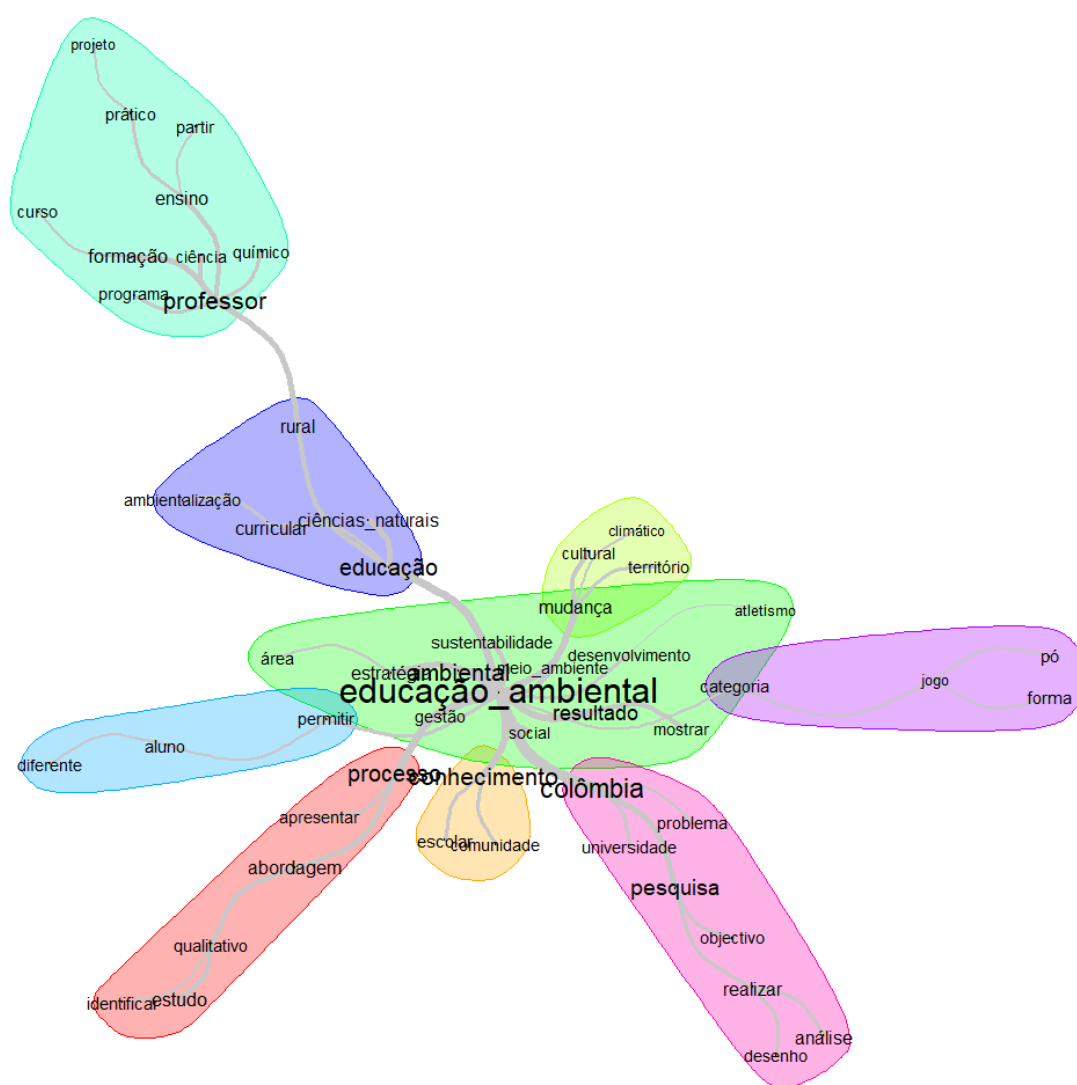 projeto
prático
partir
ensino
curso
formação
ciência
químico
programa
professor
rural
ambientalização
curricular
ciências_naturais
educação
climático
cultural
território
mudança
atletismo
sustentabilidade
área
estratégia
ambiental
meio_ambiente
desenvolvimento
educação_ambiental
categoria
jogo
pó
forma
permitir
gestão
resultado
social
mostrar
aluno
diferente
processo
conhecimento
colômbia
apresentar
escolar
comunidade
universidade
problema
abordagem
pesquisa
qualitativo
objectivo
identificar
estudo
realizar
análise
desenho